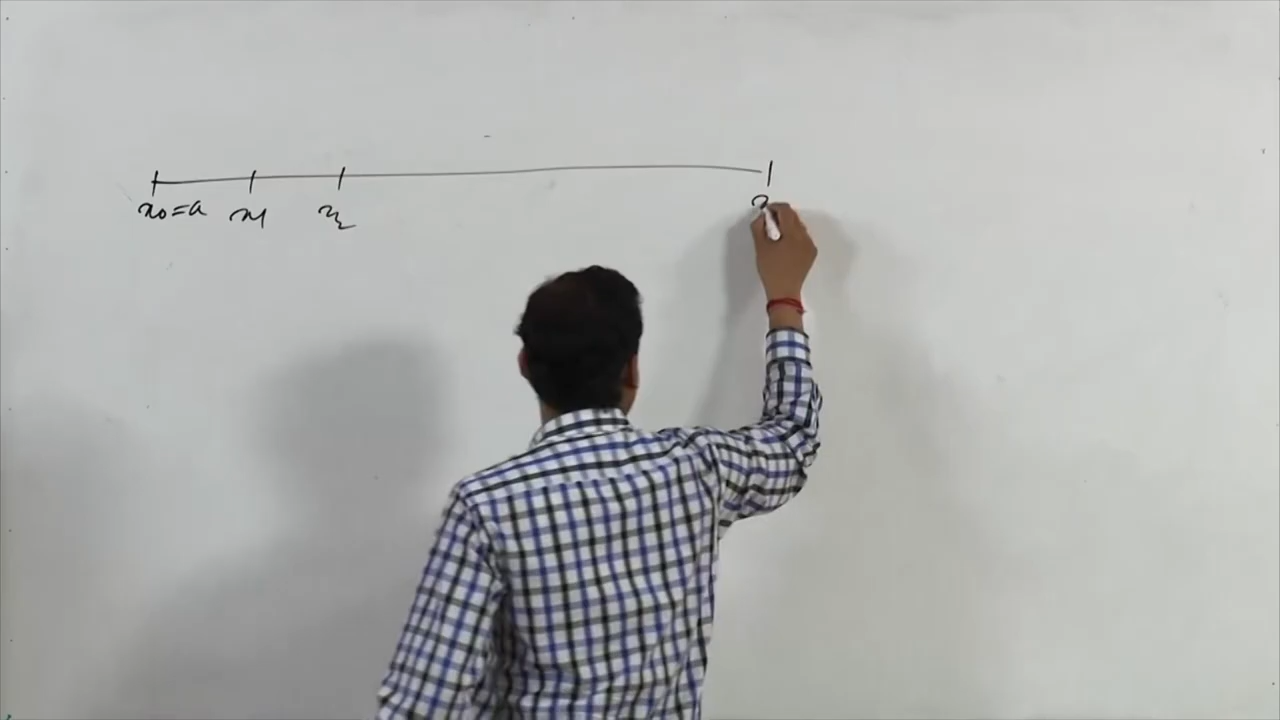 x₀=a x₁ x₂